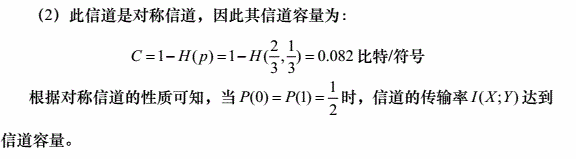 （2）此信道是对称信道，因此其信道容量为：
C = 1 − H(p) = 1 − H(2/3, 1/3) = 0.082 比特/符号
根据对称信道的性质可知，当 P(0) = P(1) = 1/2 时，信道的传输率 I(X;Y) 达到
信道容量。